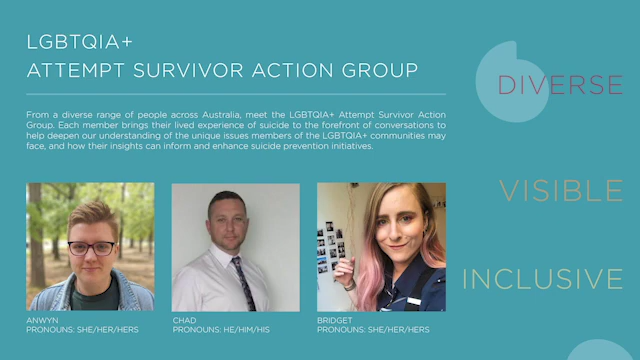 LGBTQIA+
ATTEMPT SURVIVOR ACTION GROUP
From a diverse range of people across Australia, meet the LGBTQIA+ Attempt Survivor Action
Group. Each member brings their lived experience of suicide to the forefront of conversations to
help deepen our understanding of the unique issues members of the LGBTQIA+ communities may
face, and how their insights can inform and enhance suicide prevention initiatives.
DIVERSE
VISIBLE
INCLUSIVE
ANWYN
PRONOUNS: SHE/HER/HERS
CHAD
PRONOUNS: HE/HIM/HIS
BRIDGET
PRONOUNS: SHE/HER/HERS